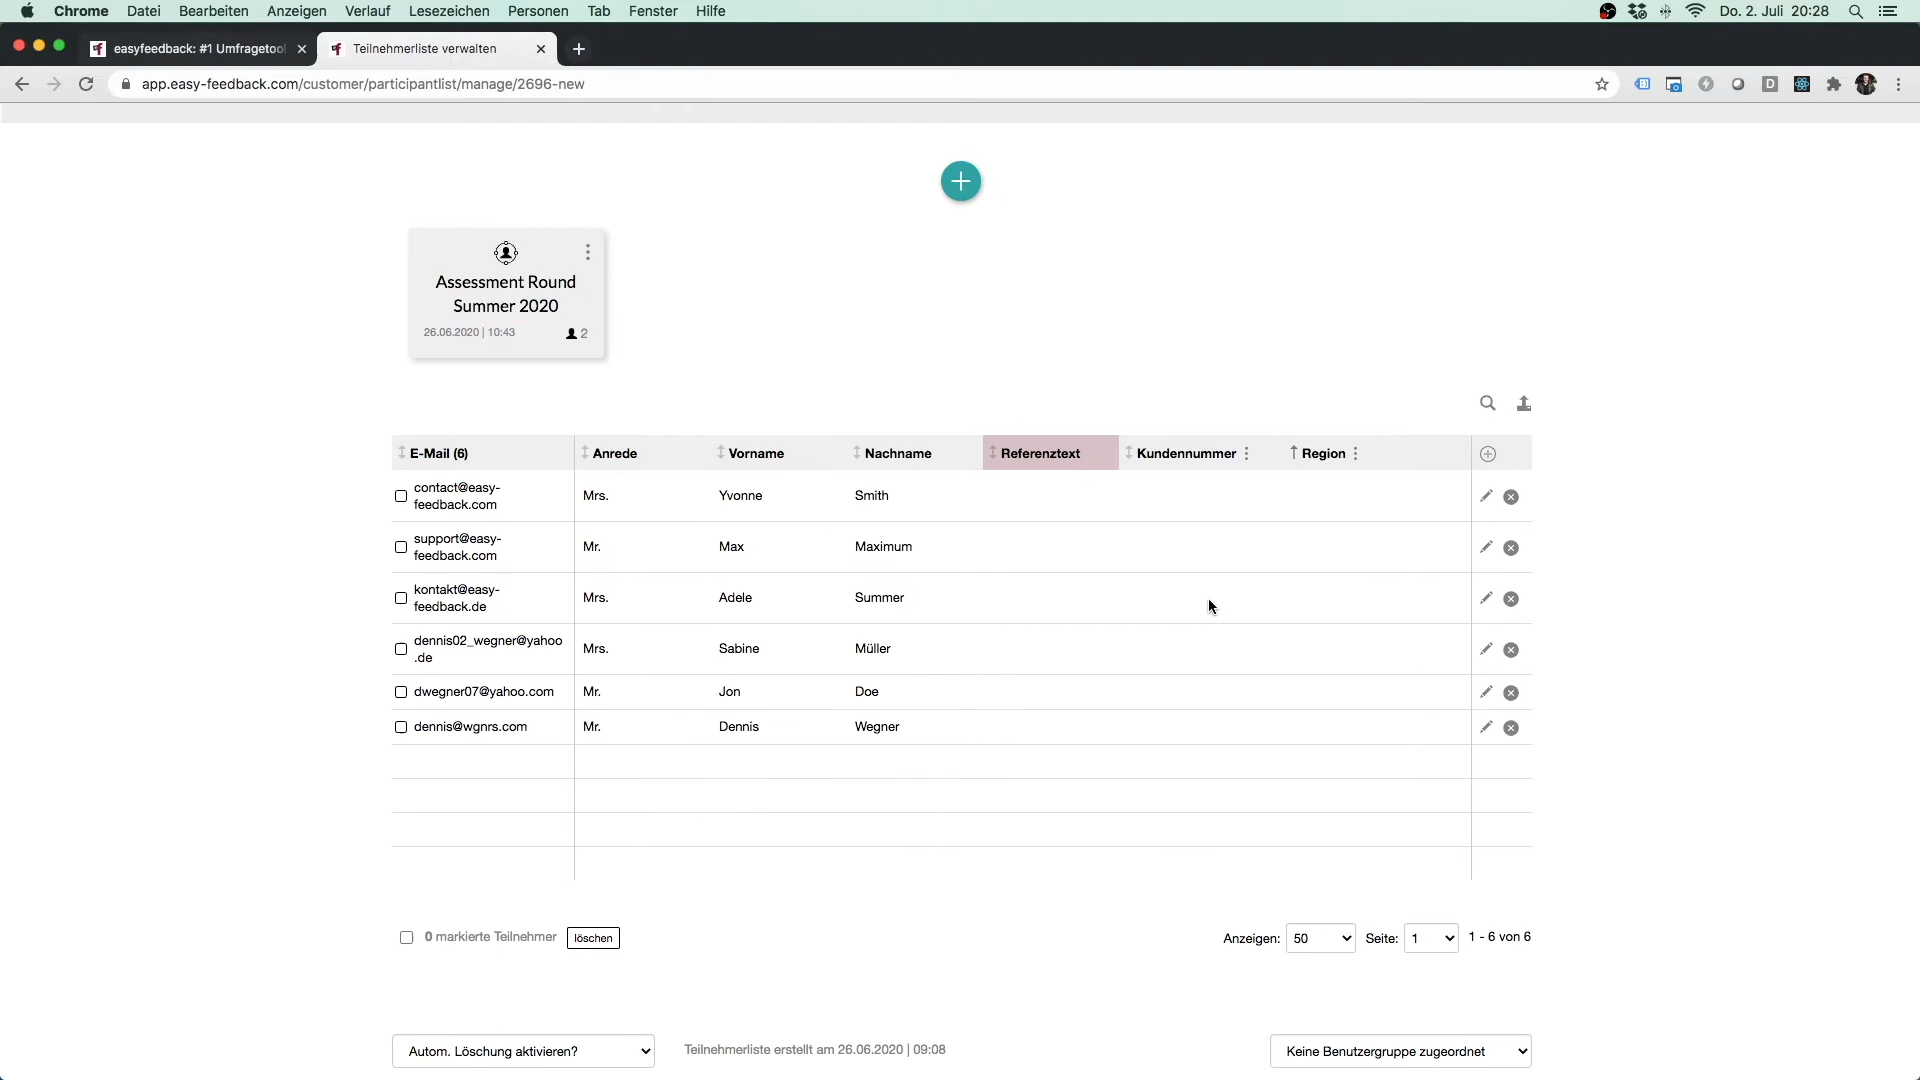 Chrome Datei Bearbeiten Anzeigen Verlauf Lesezeichen Personen Tab Fenster Hilfe Do. 2. Juli 20:28
easyfeedback: #1 Umfragetool Teilnehmerliste verwalten
app.easy-feedback.com/customer/participantlist/manage/2696-new
Assessment Round
Summer 2020
26.06.2020 | 10:43 2
E-Mail (6) Anrede Vorname Nachname Referenztext Kundennummer Region
contact@easy-
feedback.com
Mrs. Yvonne Smith
support@easy-
feedback.com
Mr. Max Maximum
kontakt@easy-
feedback.de
Mrs. Adele Summer
dennis02_wegner@yahoo
.de
Mrs. Sabine Müller
dwegner07@yahoo.com Mr. Jon Doe
dennis@wgnrs.com Mr. Dennis Wegner
0 markierte Teilnehmer löschen Anzeigen: 50 Seite: 1 1 - 6 von 6
Autom. Löschung aktivieren? Teilnehmerliste erstellt am 26.06.2020 | 09:08 Keine Benutzergruppe zugeordnet